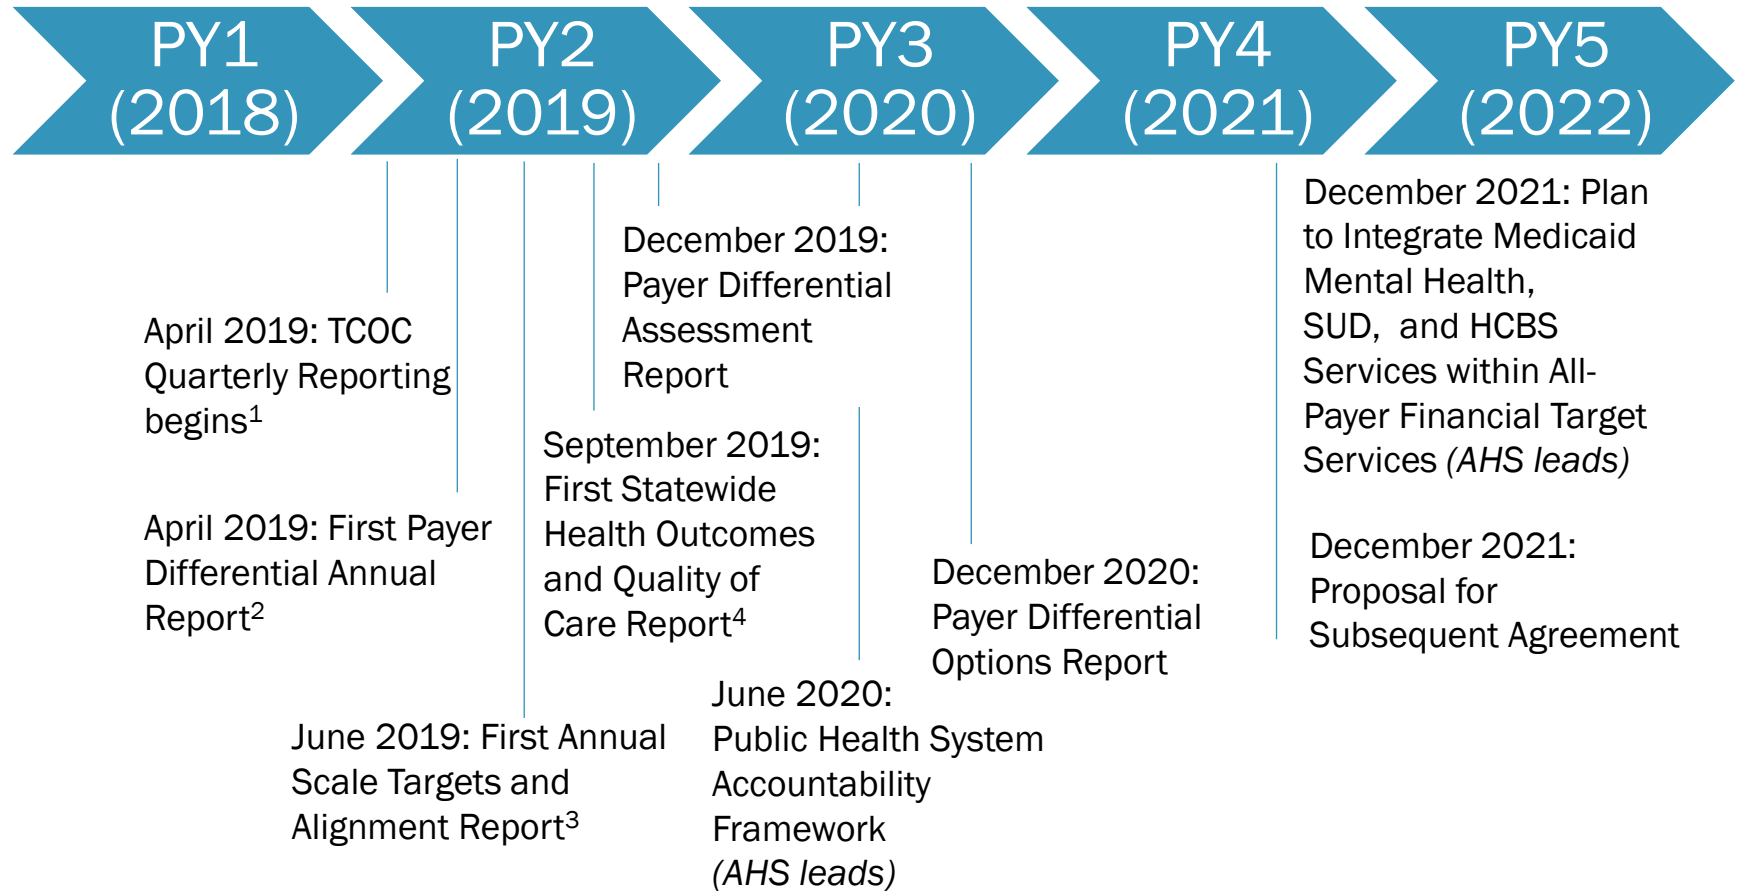 PY1
(2018)
PY2
(2019)
PY3
(2020)
PY4
(2021)
PY5
(2022)
April 2019: TCOC
Quarterly Reporting
begins¹
April 2019: First Payer
Differential Annual
Report²
June 2019: First Annual
Scale Targets and
Alignment Report³
September 2019:
First Statewide
Health Outcomes
and Quality of
Care Report⁴
December 2019:
Payer Differential
Assessment
Report
June 2020:
Public Health System
Accountability
Framework
(AHS leads)
December 2020:
Payer Differential
Options Report
December 2021: Plan
to Integrate Medicaid
Mental Health,
SUD,  and HCBS
Services within All-
Payer Financial Target
Services (AHS leads)
December 2021:
Proposal for
Subsequent Agreement